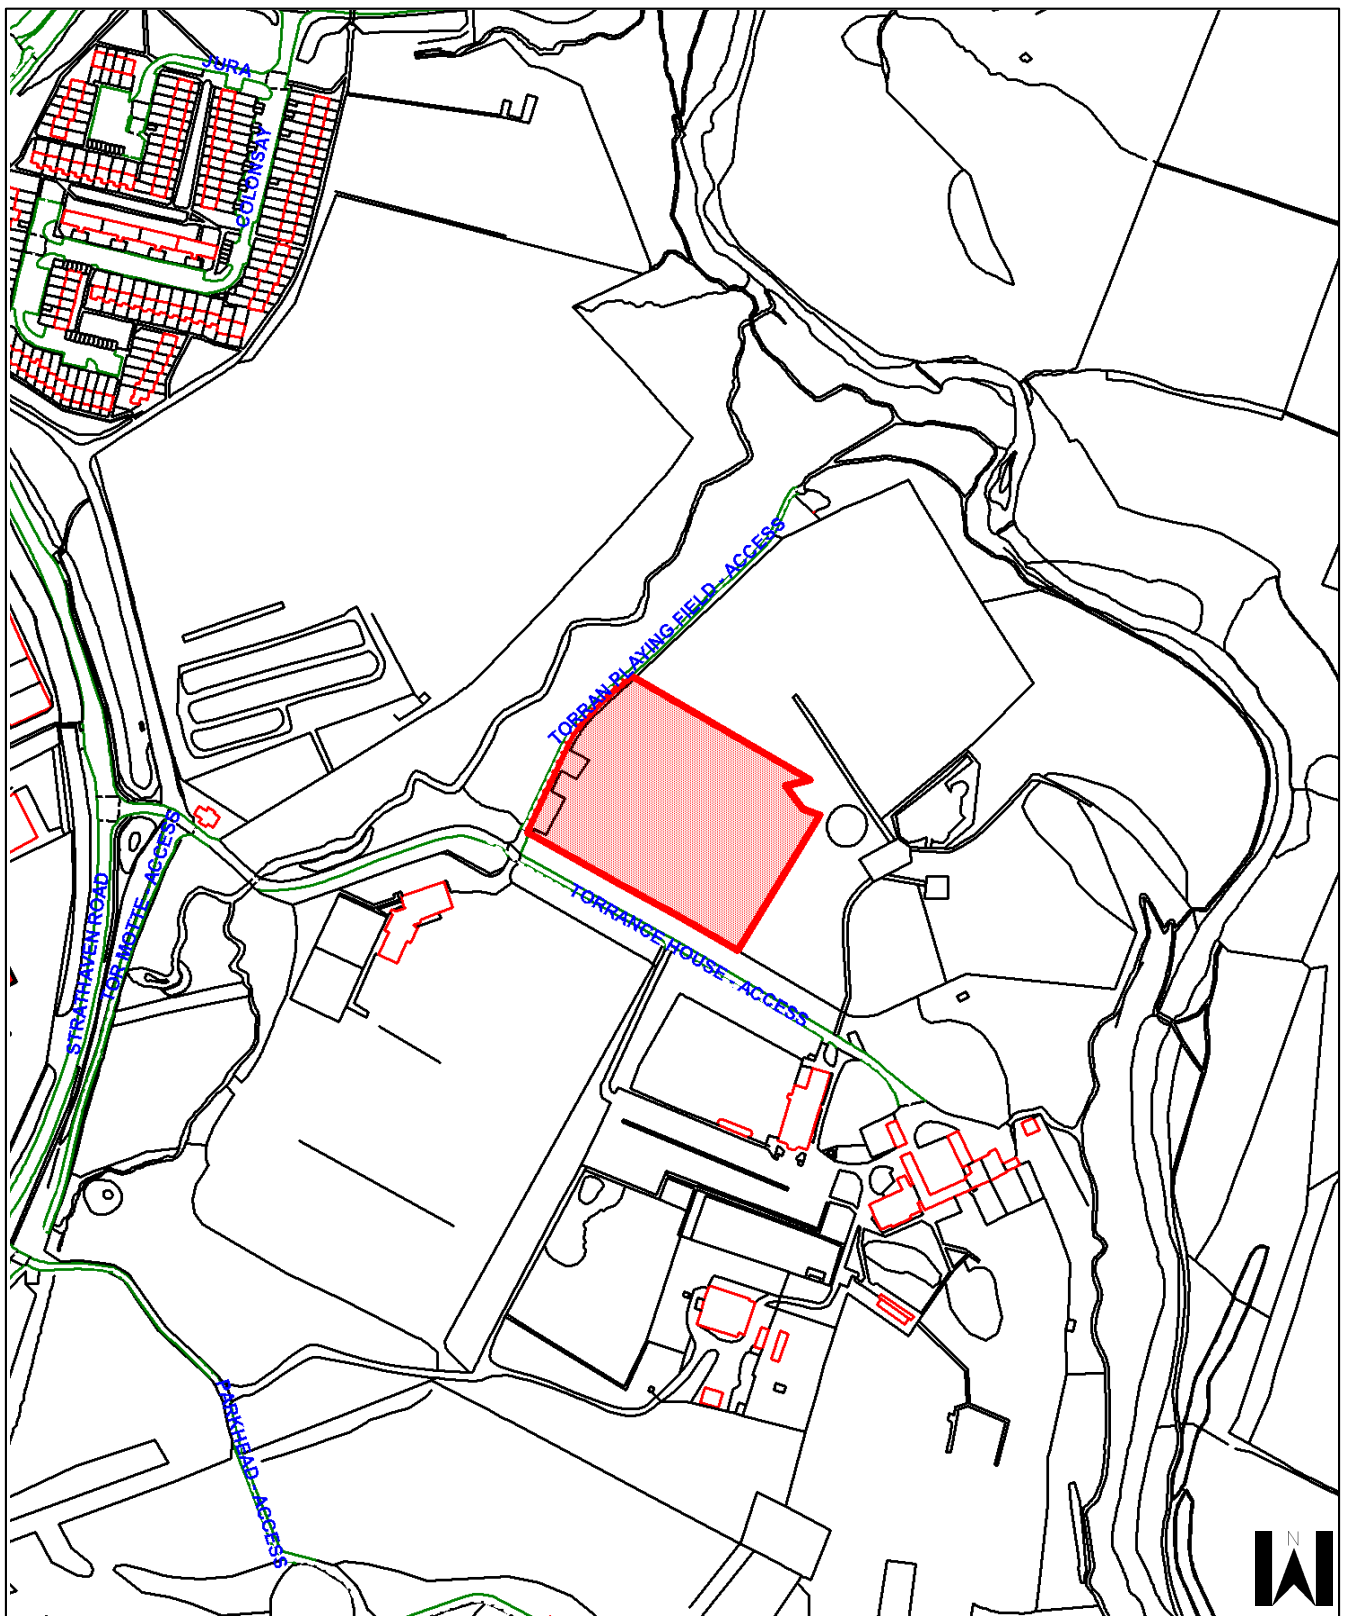 JURA
COLONSAY
TORRAN PLAYING FIELD - ACCESS
TORRANCE HOUSE - ACCESS
STRATHAVEN ROAD
TOR MOTTE - ACCESS
PARKHEAD - ACCESS
N